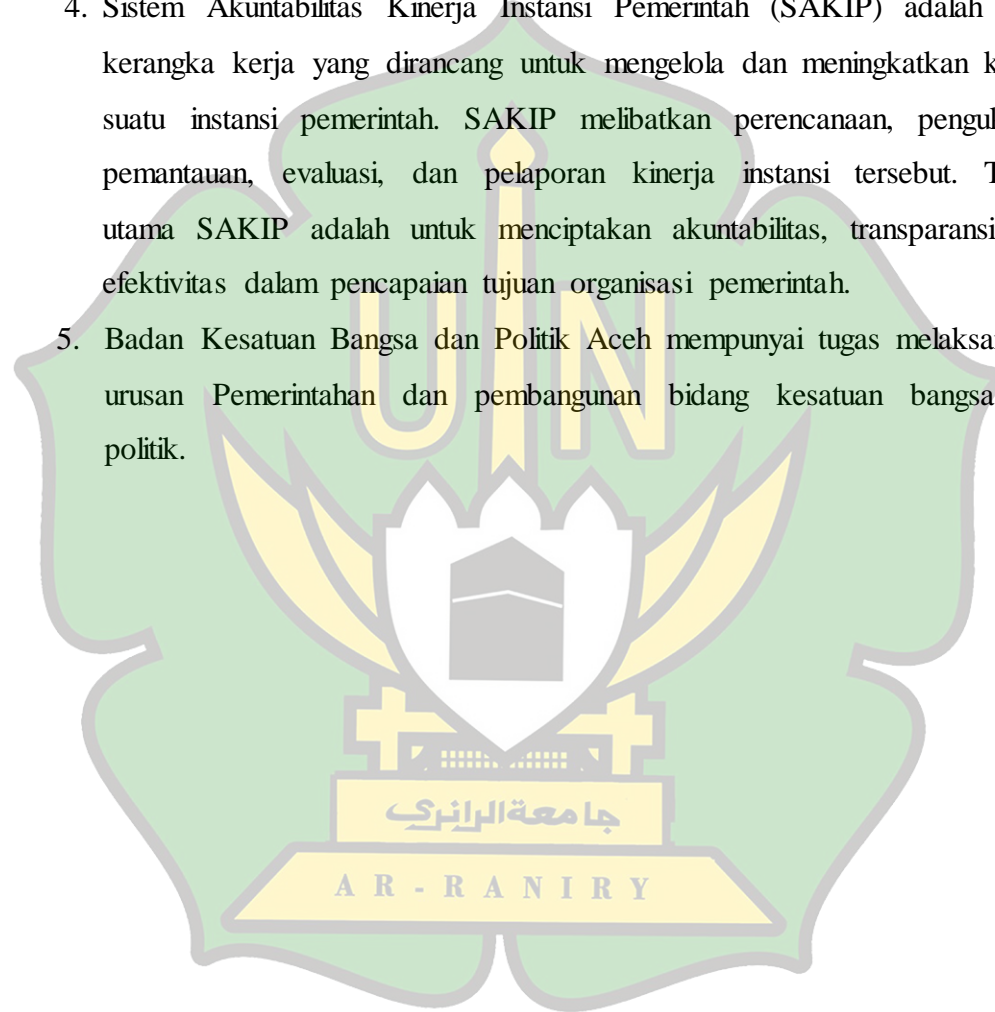 4. Sistem Akuntabilitas Kinerja Instansi Pemerintah (SAKIP) adalah
kerangka kerja yang dirancang untuk mengelola dan meningkatkan
suatu instansi pemerintah. SAKIP melibatkan perencanaan,
pemantauan, evaluasi, dan pelaporan kinerja instansi tersebut.
utama SAKIP adalah untuk menciptakan akuntabilitas, transparansi
efektivitas dalam pencapaian tujuan organisasi pemerintah.
5. Badan Kesatuan Bangsa dan Politik Aceh mempunyai tugas
urusan Pemerintahan dan pembangunan bidang kesatuan bangsa
politik.
UIN
جامعةالرانري
AR-RANIRY